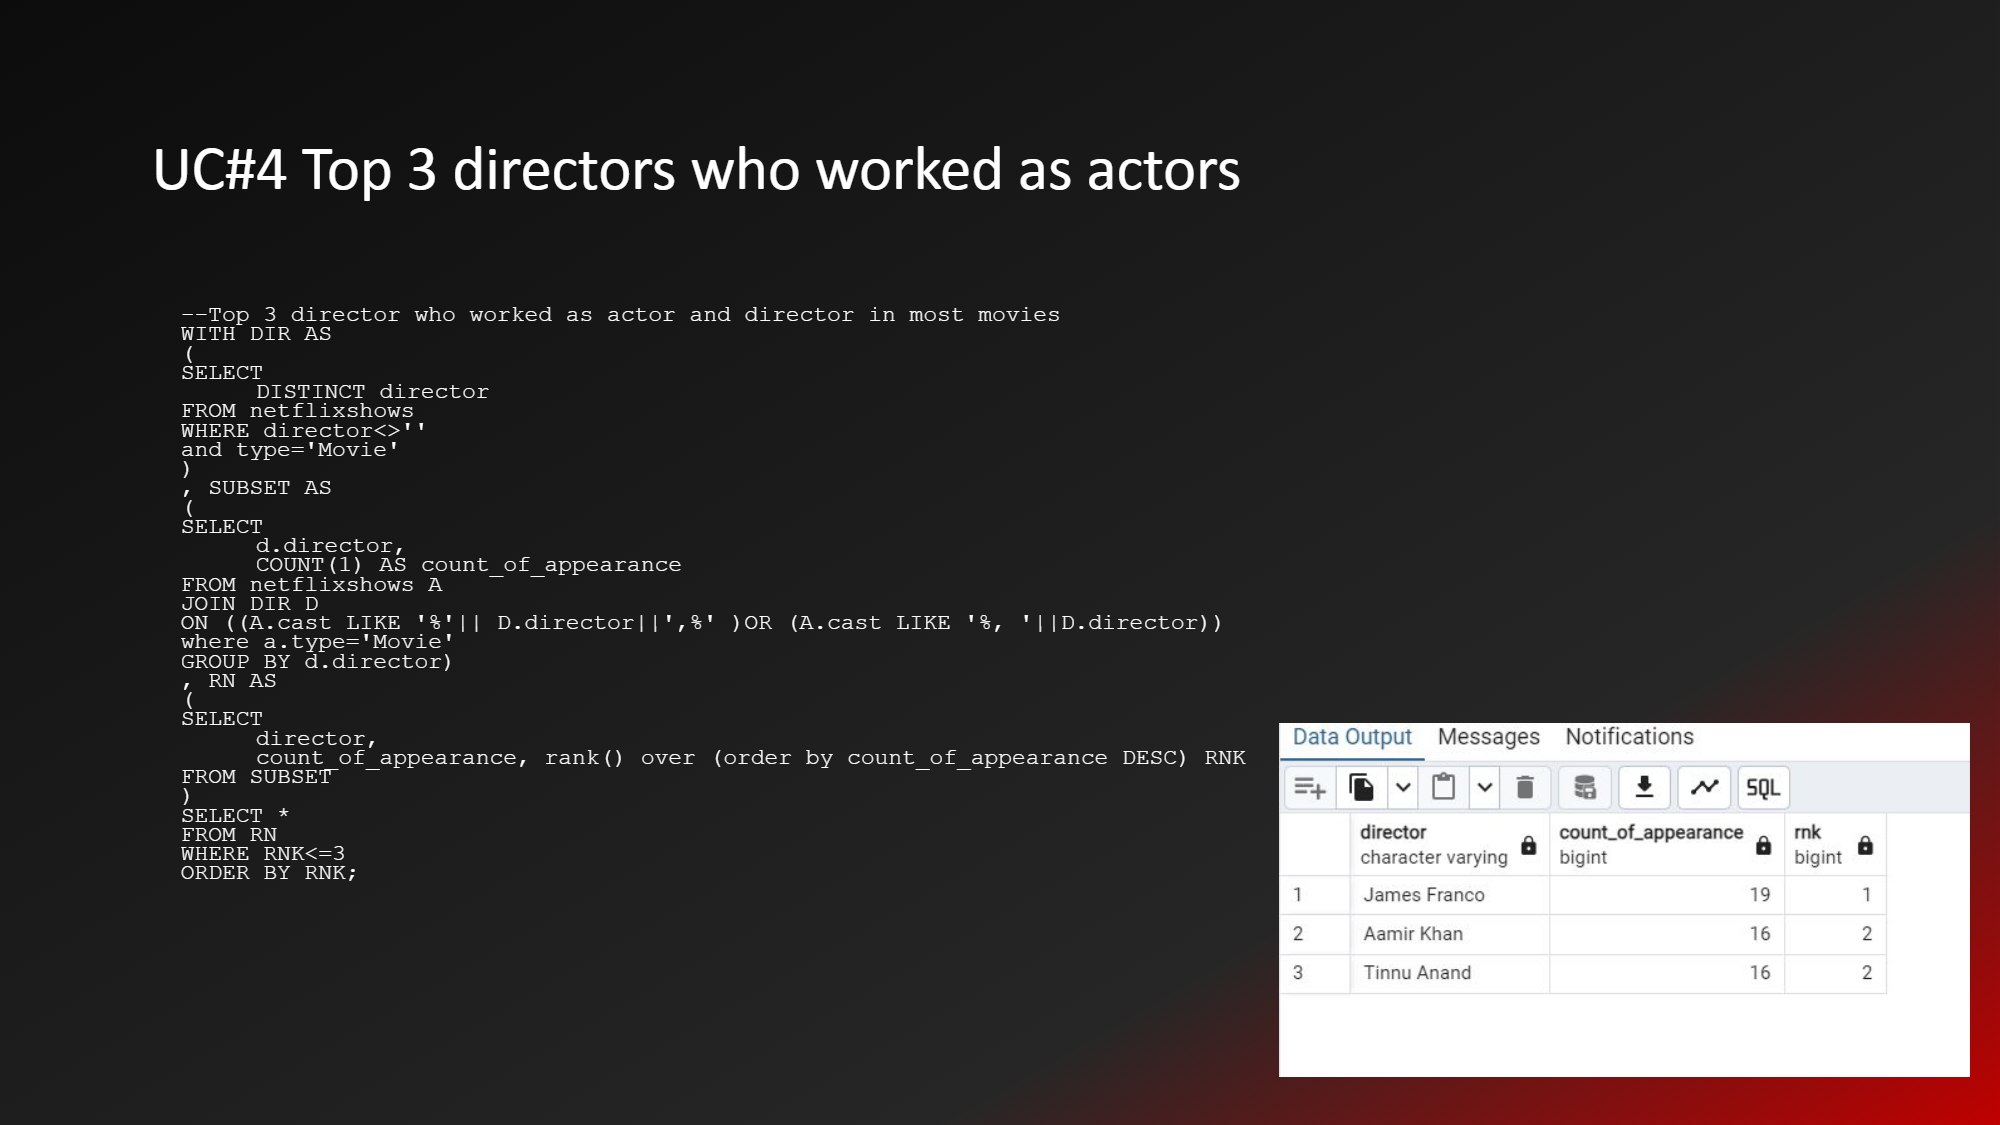 UC#4 Top 3 directors who worked as actors
--Top 3 director who worked as actor and director in most movies
WITH DIR AS
(
SELECT
DISTINCT director
FROM netflixshows
WHERE director<>''
and type='Movie'
)
, SUBSET AS
(
SELECT
d.director,
COUNT(1) AS count_of_appearance
FROM netflixshows A
JOIN DIR D
ON ((A.cast LIKE '%'|| D.director||',%' )OR (A.cast LIKE '%, '||D.director))
where a.type='Movie'
GROUP BY d.director)
, RN AS
(
SELECT
director,
count_of_appearance, rank() over (order by count_of_appearance DESC) RNK
FROM SUBSET
)
SELECT *
FROM RN
WHERE RNK<=3
ORDER BY RNK;
Data Output Messages Notifications
SQL
director count_of_appearance rnk
character varying bigint bigint
1 James Franco 19 1
2 Aamir Khan 16 2
3 Tinnu Anand 16 2